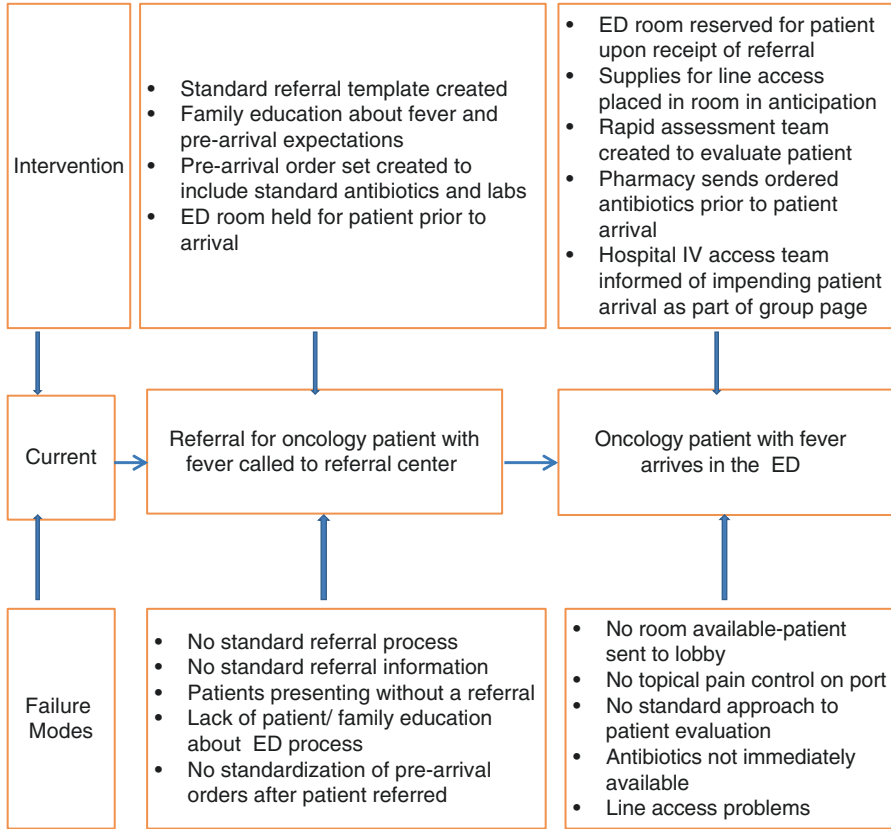 Intervention
• Standard referral template created
• Family education about fever and
pre-arrival expectations
• Pre-arrival order set created to
include standard antibiotics and labs
• ED room held for patient prior to
arrival
• ED room reserved for patient
upon receipt of referral
• Supplies for line access
placed in room in anticipation
• Rapid assessment team
created to evaluate patient
• Pharmacy sends ordered
antibiotics prior to patient
arrival
• Hospital IV access team
informed of impending patient
arrival as part of group page
Current
Referral for oncology patient with
fever called to referral center
Oncology patient with fever
arrives in the ED
Failure
Modes
• No standard referral process
• No standard referral information
• Patients presenting without a referral
• Lack of patient/ family education
about ED process
• No standardization of pre-arrival
orders after patient referred
• No room available-patient
sent to lobby
• No topical pain control on port
• No standard approach to
patient evaluation
• Antibiotics not immediately
available
• Line access problems